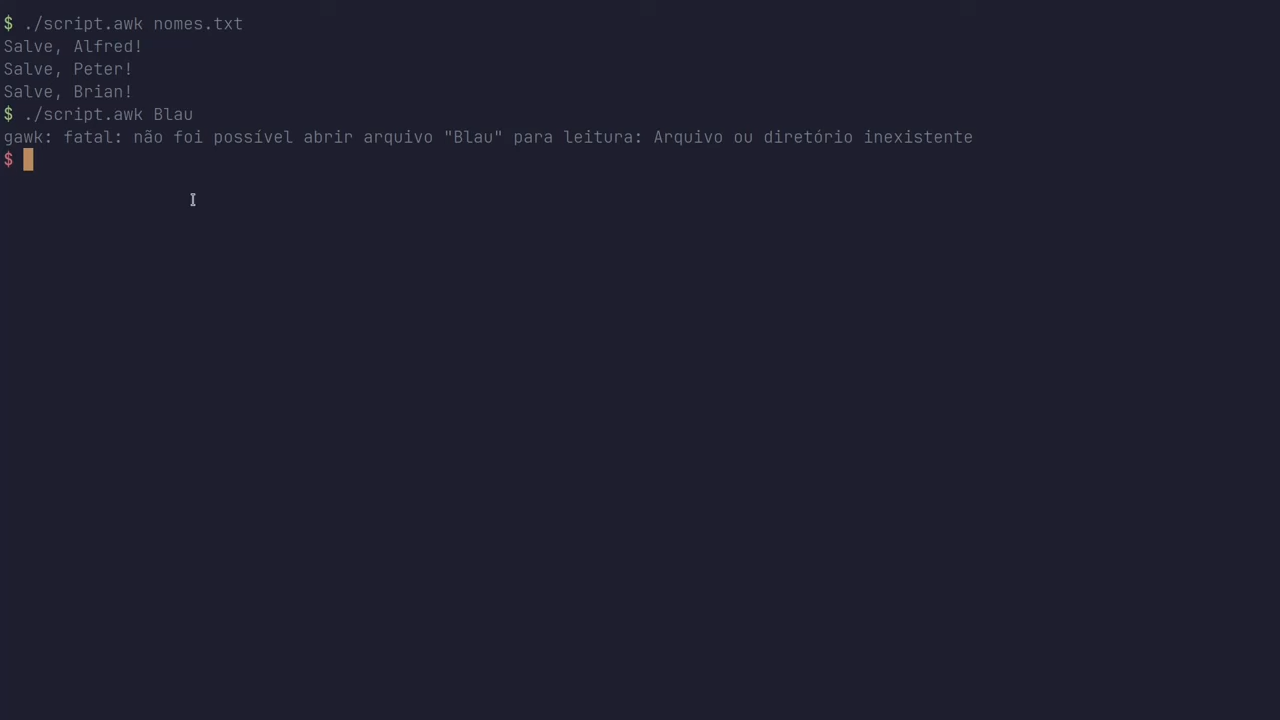 $ ./script.awk nomes.txt
Salve, Alfred!
Salve, Peter!
Salve, Brian!
$ ./script.awk Blau
gawk: fatal: não foi possível abrir arquivo "Blau" para leitura: Arquivo ou diretório inexistente
$